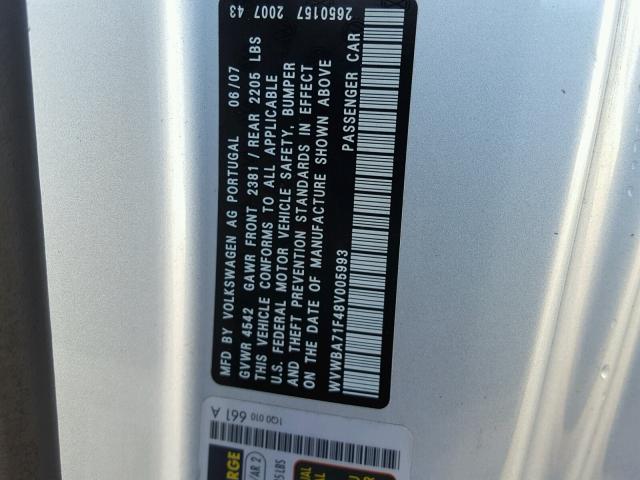 2650157 2007 43
MFD BY VOLKSWAGEN AG PORTUGAL 06/07
GVWR 4542 GAWR FRONT 2381 / REAR 2205 LBS
THIS VEHICLE CONFORMS TO ALL APPLICABLE
U.S. FEDERAL MOTOR VEHICLE SAFETY, BUMPER
AND THEFT PREVENTION STANDARDS IN EFFECT
ON THE DATE OF MANUFACTURE SHOWN ABOVE
WVWBA71F48V005993 PASSENGER CAR
1Q0 010 661 A